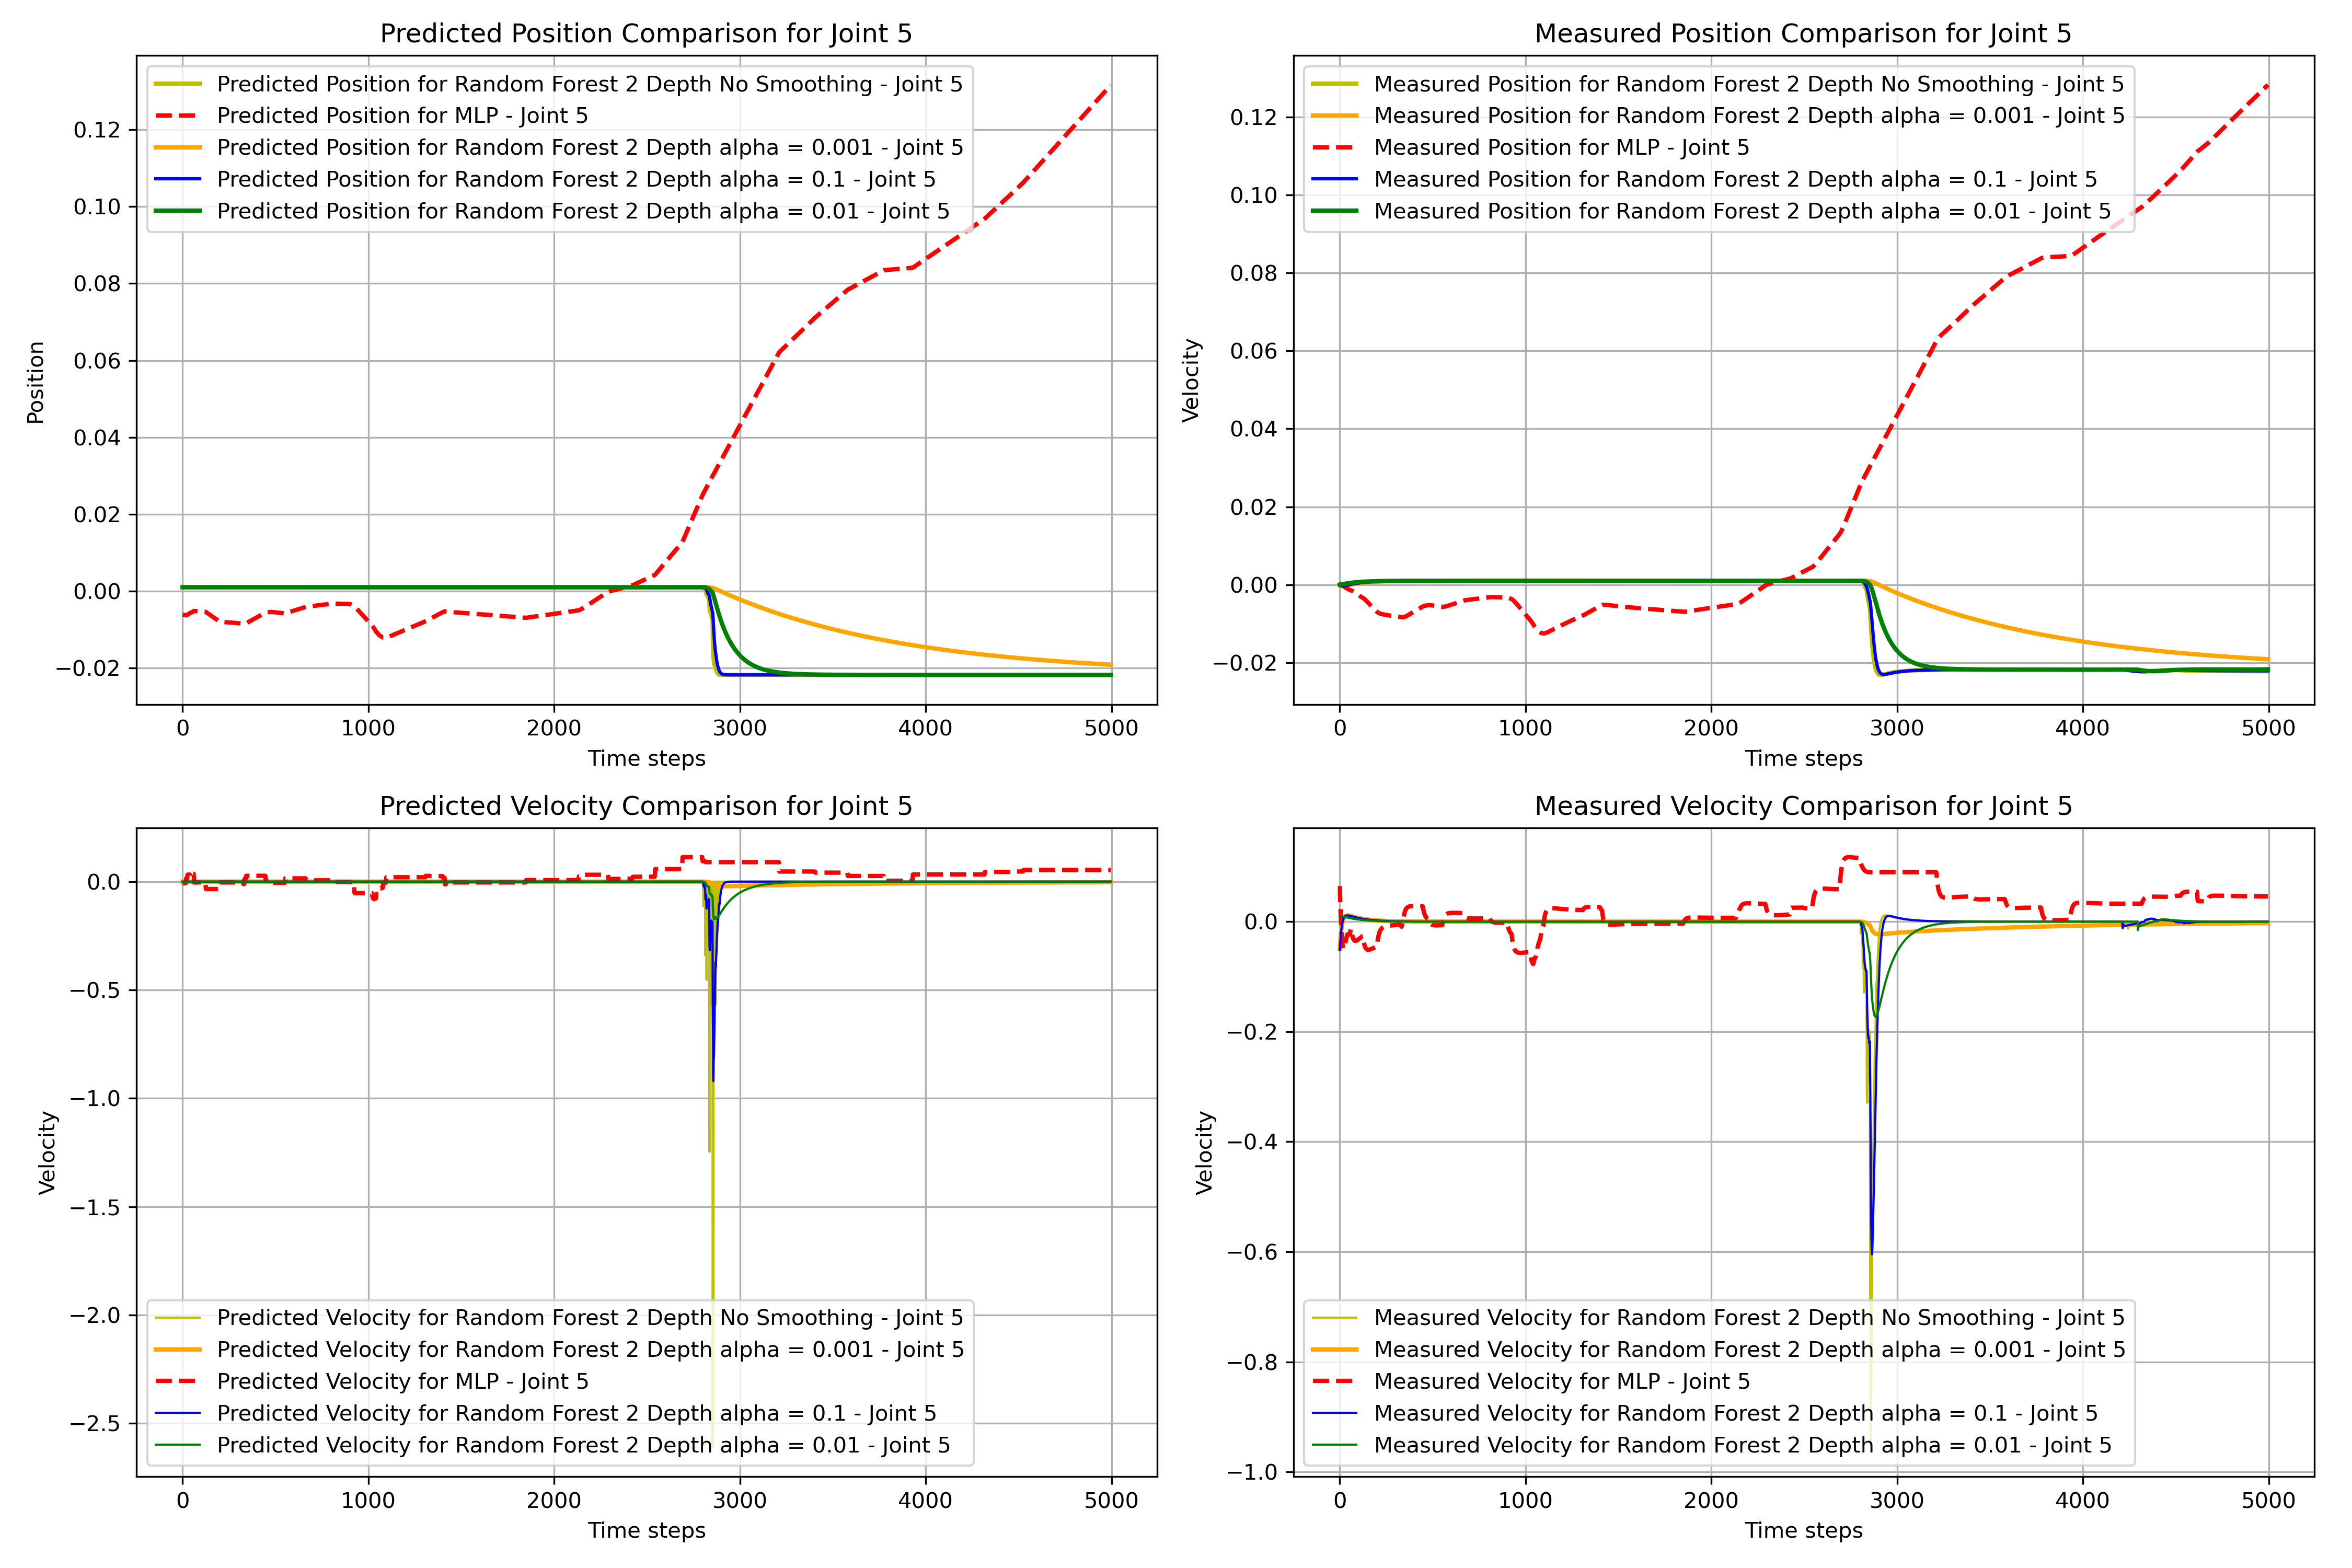 Predicted Position Comparison for Joint 5
Position
0.12
0.10
0.08
0.06
0.04
0.02
0.00
−0.02
Predicted Position for Random Forest 2 Depth No Smoothing - Joint 5
Predicted Position for MLP - Joint 5
Predicted Position for Random Forest 2 Depth alpha = 0.001 - Joint 5
Predicted Position for Random Forest 2 Depth alpha = 0.1 - Joint 5
Predicted Position for Random Forest 2 Depth alpha = 0.01 - Joint 5
0 1000 2000 3000 4000 5000
Time steps
Measured Position Comparison for Joint 5
Velocity
0.12
0.10
0.08
0.06
0.04
0.02
0.00
−0.02
Measured Position for Random Forest 2 Depth No Smoothing - Joint 5
Measured Position for Random Forest 2 Depth alpha = 0.001 - Joint 5
Measured Position for MLP - Joint 5
Measured Position for Random Forest 2 Depth alpha = 0.1 - Joint 5
Measured Position for Random Forest 2 Depth alpha = 0.01 - Joint 5
0 1000 2000 3000 4000 5000
Time steps
Predicted Velocity Comparison for Joint 5
Velocity
0.0
−0.5
−1.0
−1.5
−2.0
−2.5
Predicted Velocity for Random Forest 2 Depth No Smoothing - Joint 5
Predicted Velocity for Random Forest 2 Depth alpha = 0.001 - Joint 5
Predicted Velocity for MLP - Joint 5
Predicted Velocity for Random Forest 2 Depth alpha = 0.1 - Joint 5
Predicted Velocity for Random Forest 2 Depth alpha = 0.01 - Joint 5
0 1000 2000 3000 4000 5000
Time steps
Measured Velocity Comparison for Joint 5
Velocity
0.0
−0.2
−0.4
−0.6
−0.8
−1.0
Measured Velocity for Random Forest 2 Depth No Smoothing - Joint 5
Measured Velocity for Random Forest 2 Depth alpha = 0.001 - Joint 5
Measured Velocity for MLP - Joint 5
Measured Velocity for Random Forest 2 Depth alpha = 0.1 - Joint 5
Measured Velocity for Random Forest 2 Depth alpha = 0.01 - Joint 5
0 1000 2000 3000 4000 5000
Time steps